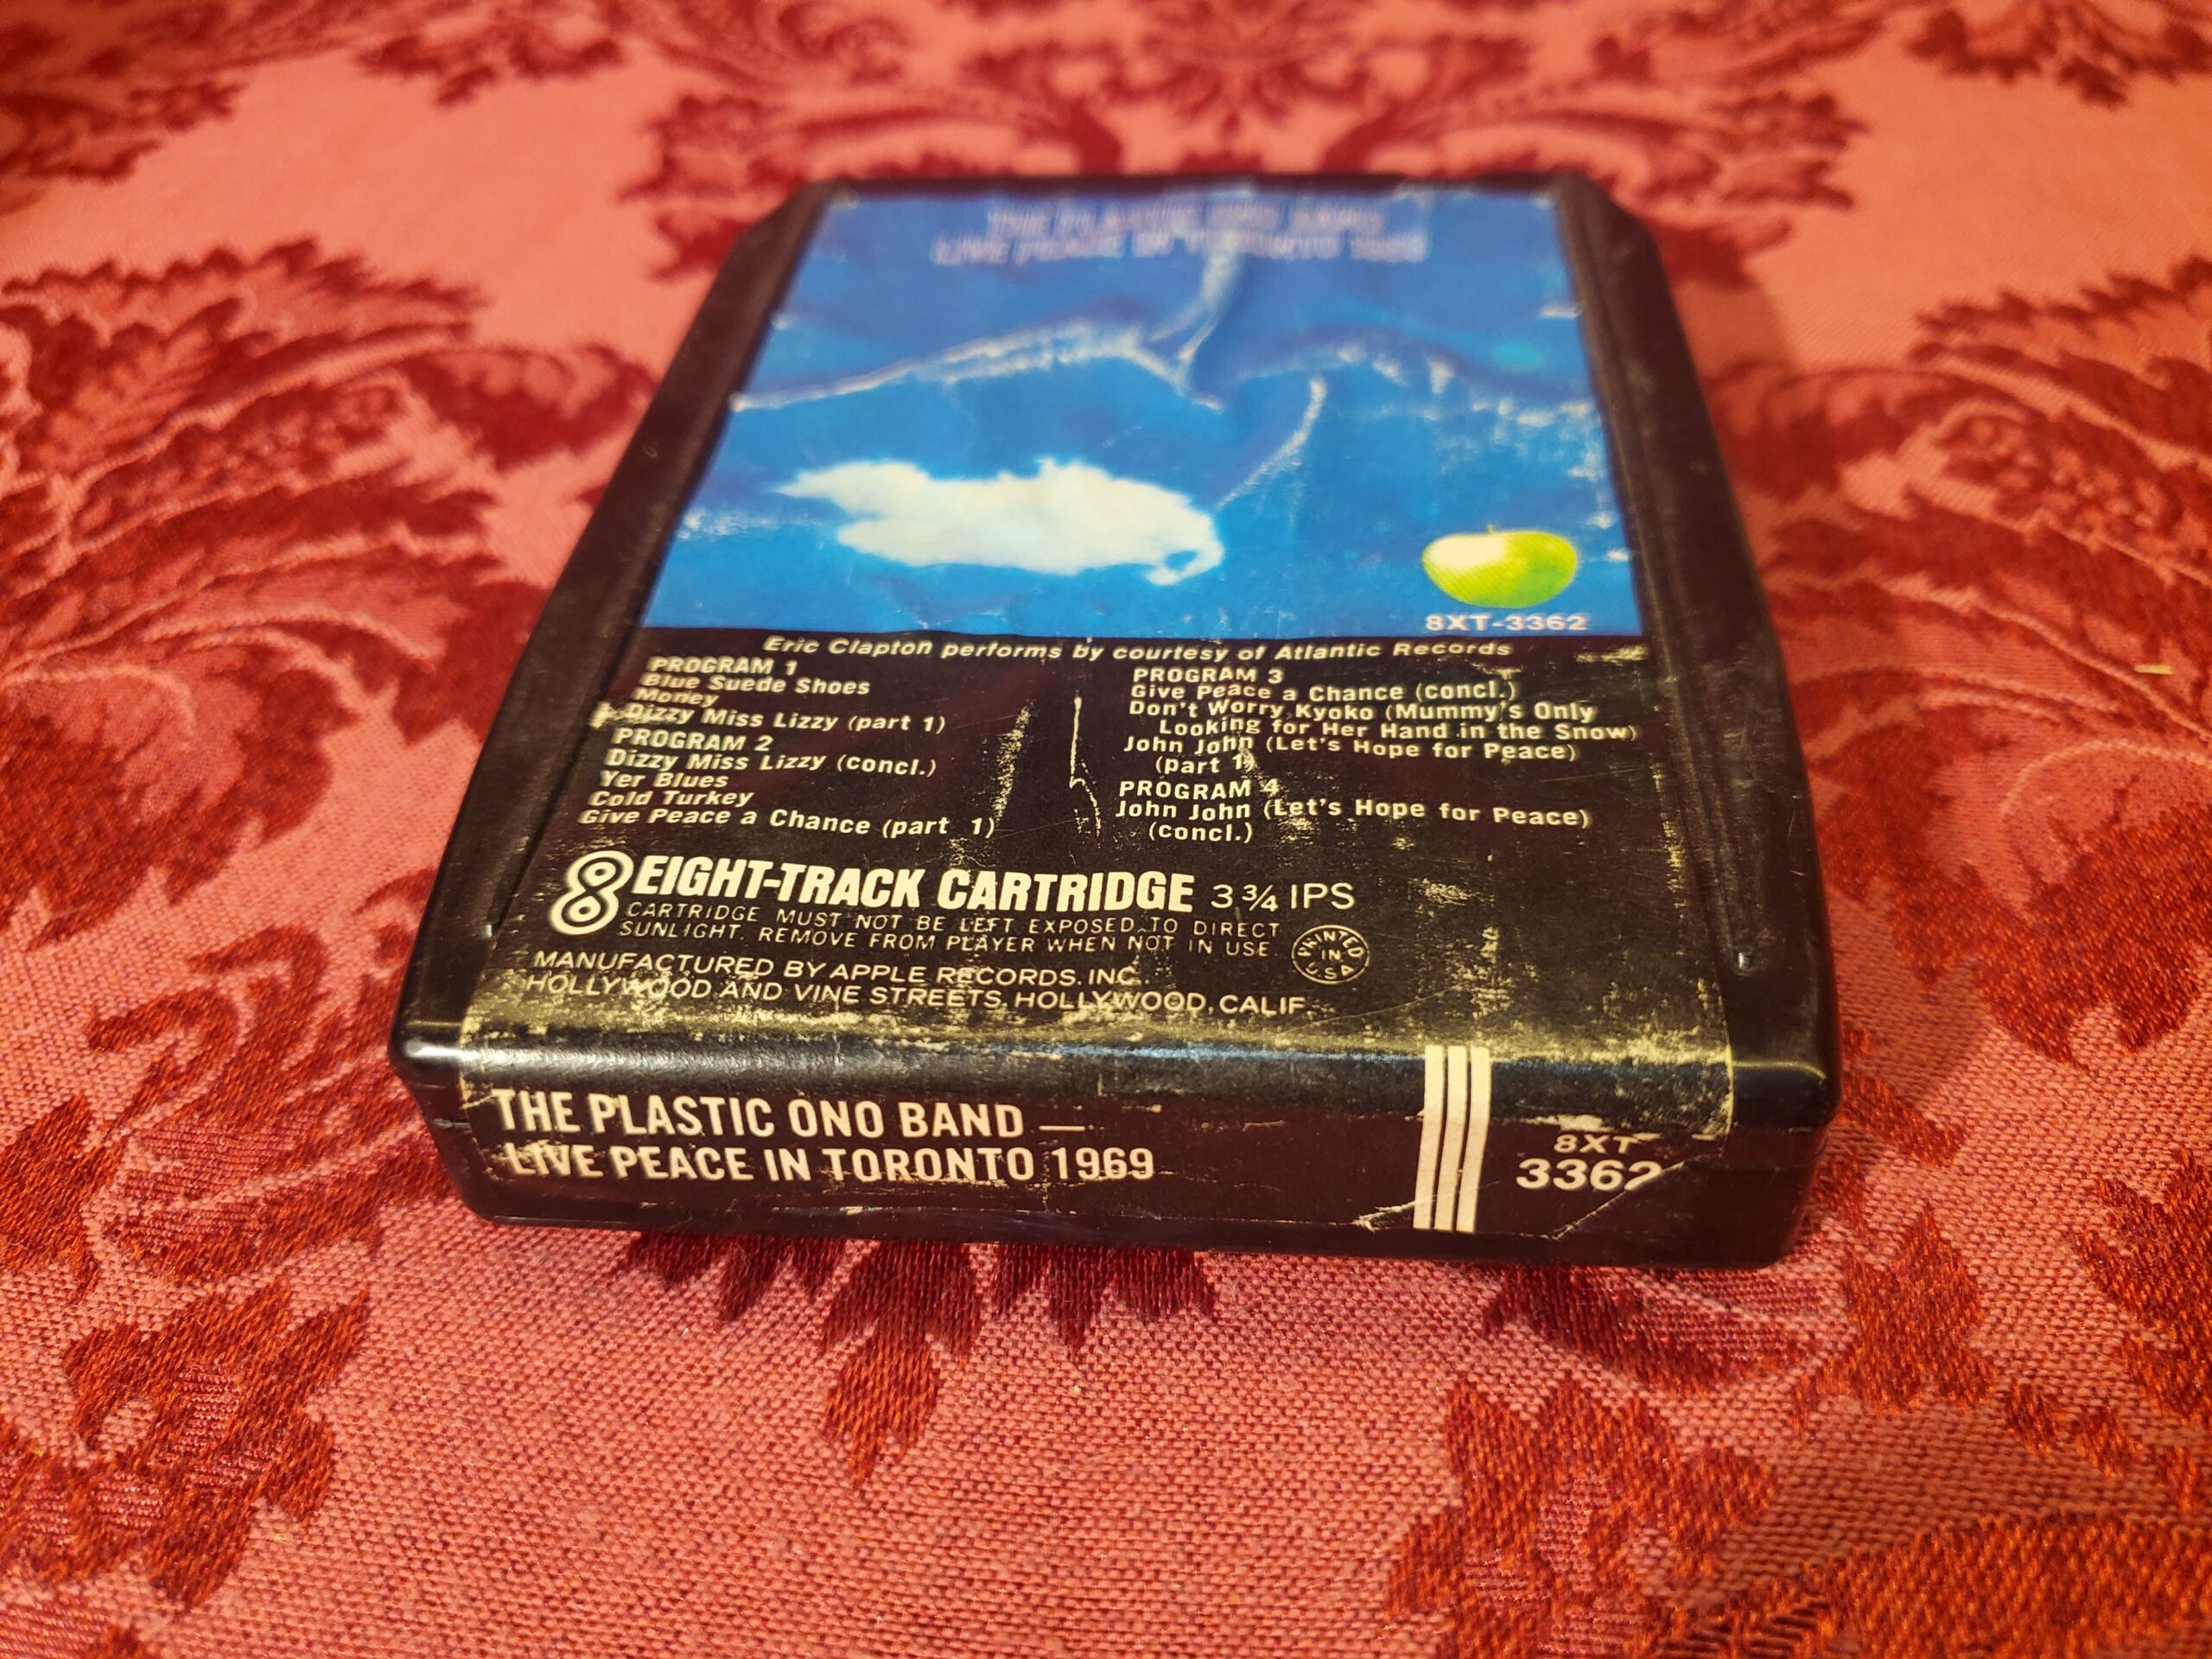 THE PLASTIC ONO BAND
LIVE PEACE IN TORONTO 1969
8XT-3362
Eric Clapton performs by courtesy of Atlantic Records
PROGRAM 1
Blue Suede Shoes
Money
Dizzy Miss Lizzy (part 1)
PROGRAM 2
Dizzy Miss Lizzy (concl.)
Yer Blues
Cold Turkey
Give Peace a Chance (part 1)
PROGRAM 3
Give Peace a Chance (concl.)
Don't Worry Kyoko (Mummy's Only
Looking for Her Hand in the Snow)
John John (Let's Hope for Peace)
(part 1)
PROGRAM 4
John John (Let's Hope for Peace)
(concl.)
8 EIGHT-TRACK CARTRIDGE 3 3/4 IPS
CARTRIDGE MUST NOT BE LEFT EXPOSED TO DIRECT
SUNLIGHT. REMOVE FROM PLAYER WHEN NOT IN USE
PRINTED
IN
U.S.A.
MANUFACTURED BY APPLE RECORDS, INC.
HOLLYWOOD AND VINE STREETS, HOLLYWOOD, CALIF.
THE PLASTIC ONO BAND —
LIVE PEACE IN TORONTO 1969
8XT
3362